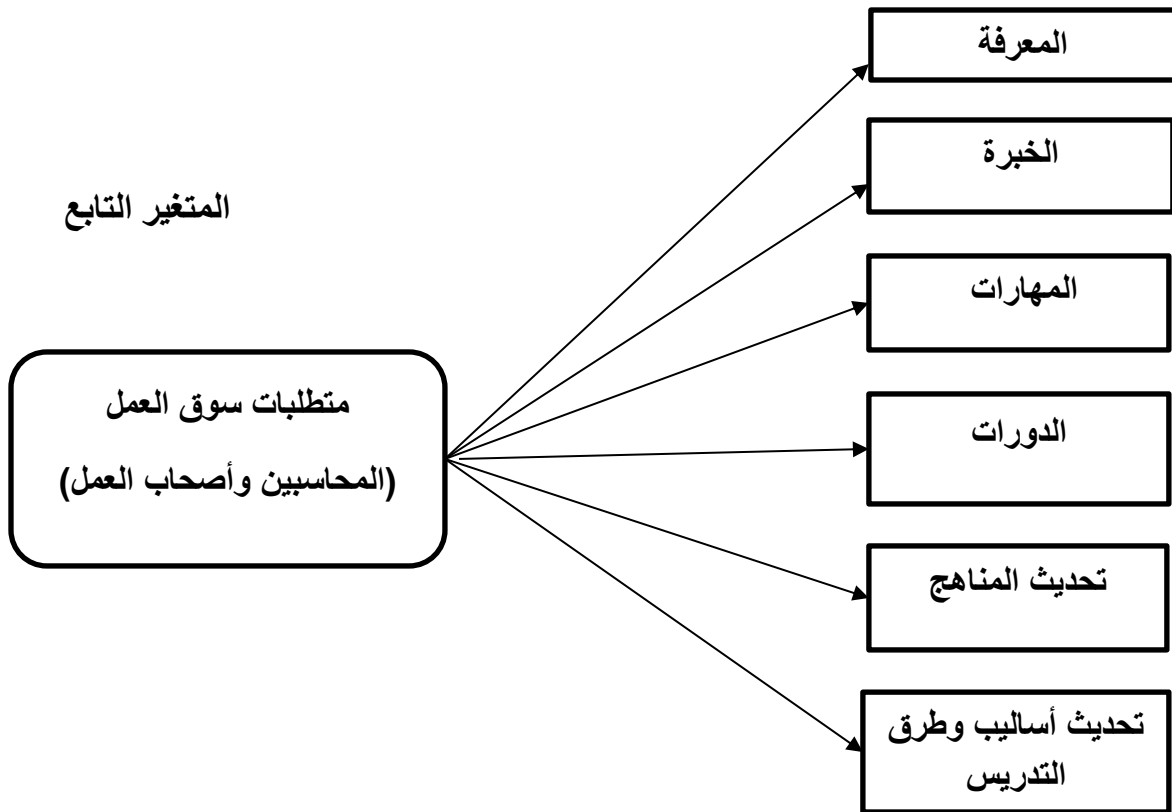 المعرفة
الخبرة
المتغير التابع
المهارات
متطلبات سوق العمل
(المحاسبين وأصحاب العمل)
الدورات
تحديث المناهج
تحديث أساليب وطرق
التدريس